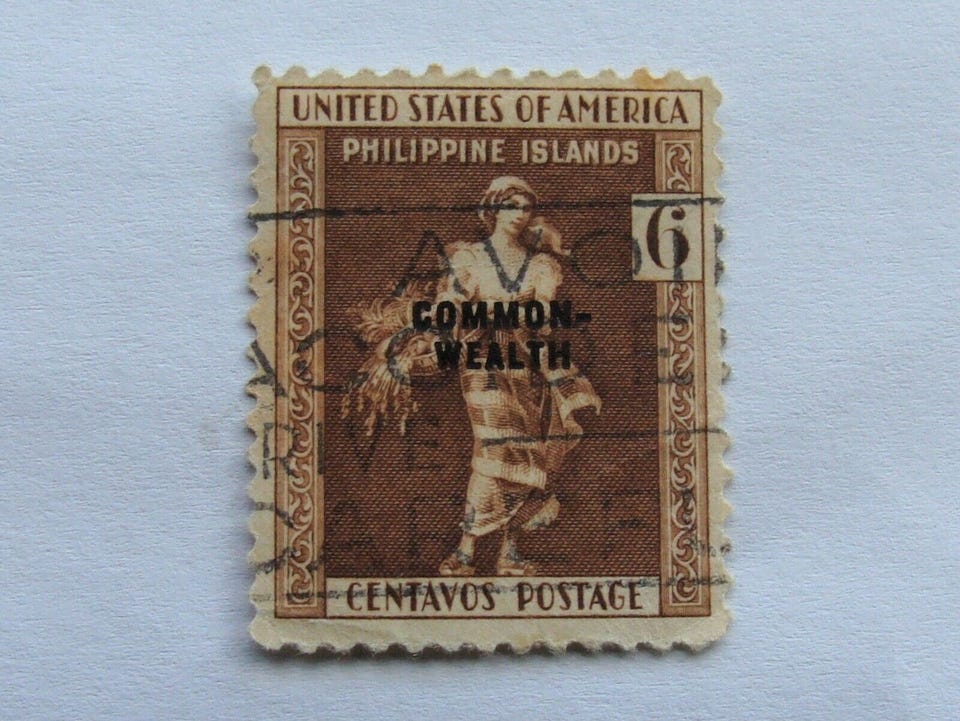 UNITED STATES OF AMERICA
PHILIPPINE ISLANDS
6
COMMON-
WEALTH
CENTAVOS POSTAGE